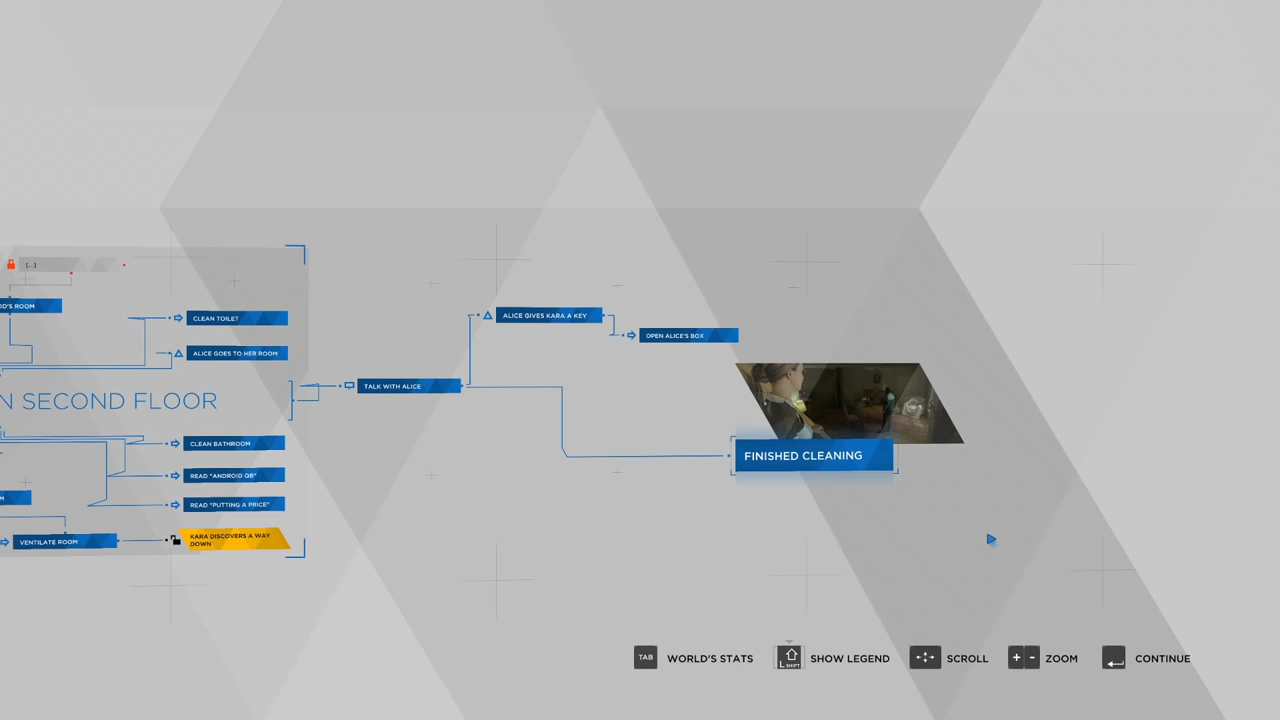 [...]
OD'S ROOM
CLEAN TOILET
ALICE GOES TO HER ROOM
N SECOND FLOOR
CLEAN BATHROOM
READ "ANDROID QB"
READ "PUTTING A PRICE"
M
VENTILATE ROOM
KARA DISCOVERS A WAY
DOWN
TALK WITH ALICE
ALICE GIVES KARA A KEY
OPEN ALICE'S BOX
FINISHED CLEANING
TAB WORLD'S STATS
L SHIFT SHOW LEGEND
SCROLL
+ - ZOOM
CONTINUE